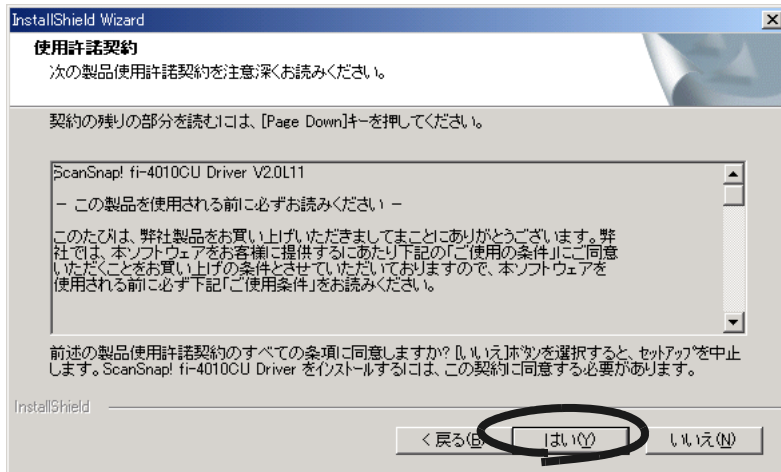 InstallShield Wizard
使用許諾契約
次の製品使用許諾契約を注意深くお読みください。
契約の残りの部分を読むには、[Page Down]キーを押してください。
ScanSnap! fi-4010CU Driver V2.0L11
－ この製品を使用される前に必ずお読みください －
このたびは、弊社製品をお買い上げいただきましてまことにありがとうございます。弊
社では、本ソフトウェアをお客様に提供するにあたり下記の「ご使用の条件」にご同意
いただくことをお買い上げの条件とさせていただいておりますので、本ソフトウェアを
使用される前に必ず下記「ご使用条件」をお読みください。
前述の製品使用許諾契約のすべての条項に同意しますか? [いいえ]ボタンを選択すると、セットアップを中止
します。ScanSnap! fi-4010CU Driver をインストールするには、この契約に同意する必要があります。
InstallShield
< 戻る(B) はい(Y) いいえ(N)